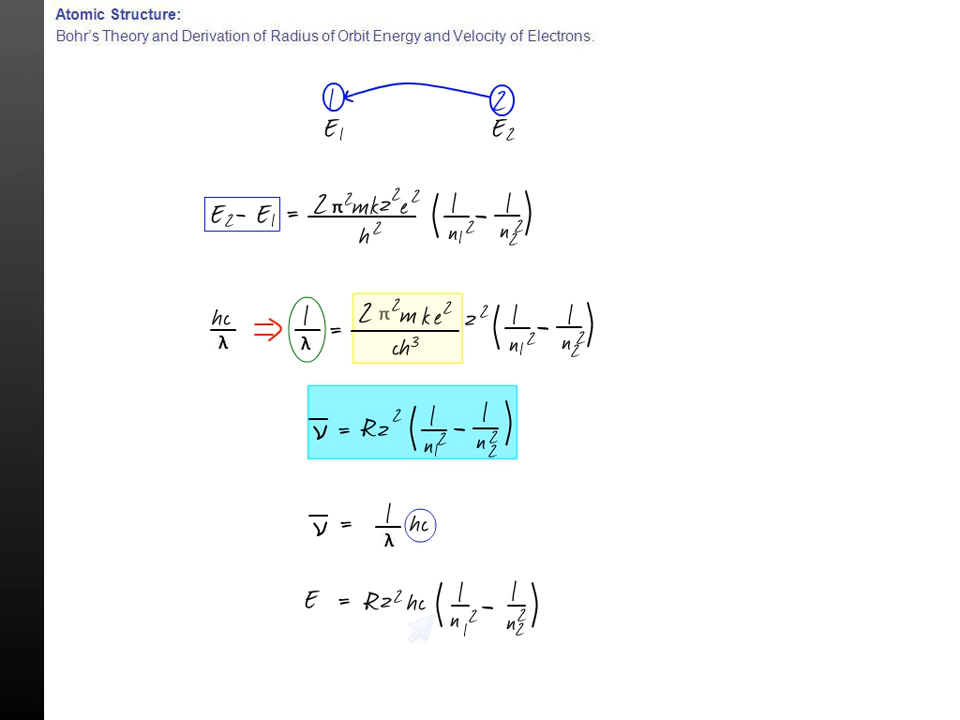 Atomic Structure:
Bohr's Theory and Derivation of Radius of Orbit Energy and Velocity of Electrons.
1 2
E₁ E₂
E₂ – E₁ = 2π²mkz²e² / h² (1/n₁² – 1/n₂²)
hc/λ ⇒ 1/λ = 2π²mke² / ch³ z² (1/n₁² – 1/n₂²)
ν̅ = Rz² (1/n₁² – 1/n₂²)
ν̅ = 1/λ hc
E = Rz²hc (1/n₁² – 1/n₂²)